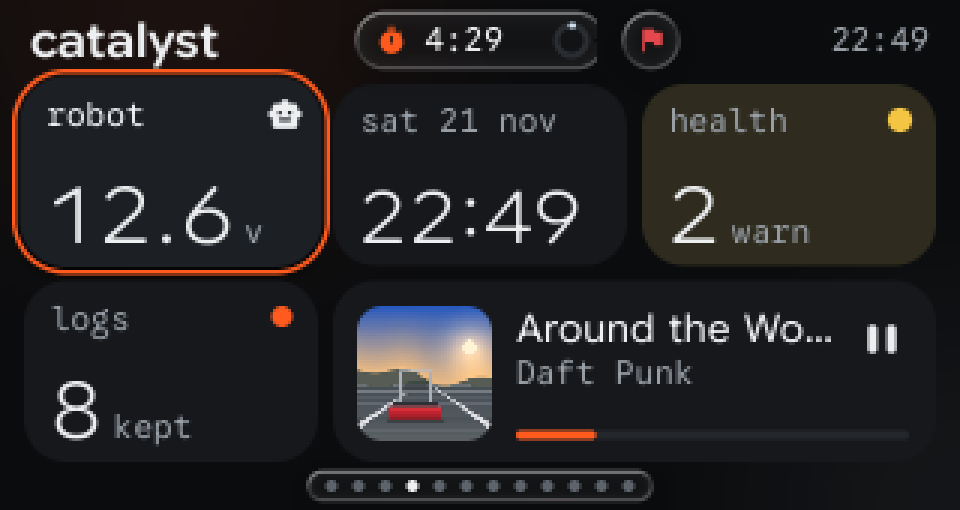 catalyst
4:29
22:49
robot
12.6 v
sat 21 nov
22:49
health
2 warn
logs
8 kept
Around the Wo...
Daft Punk